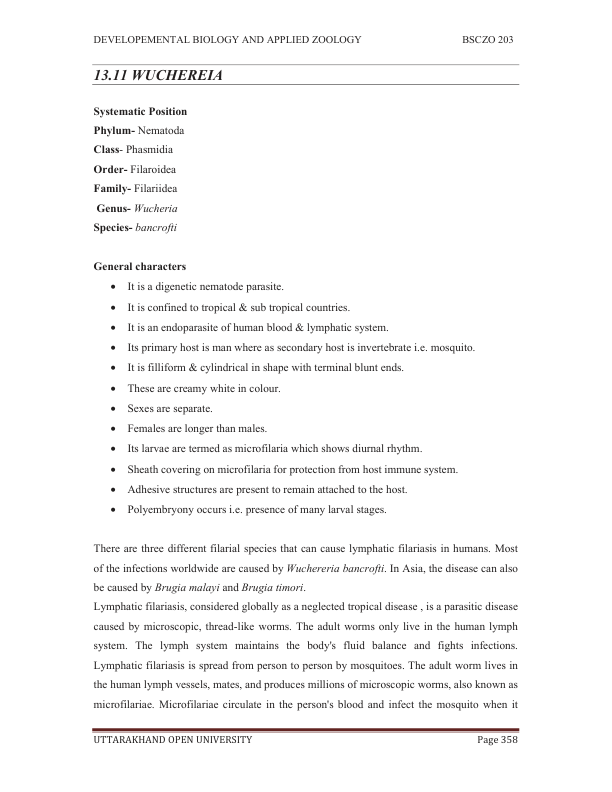 DEVELOPEMENTAL BIOLOGY AND APPLIED ZOOLOGY BSCZO 203
13.11 WUCHEREIA
Systematic Position
Phylum- Nematoda
Class- Phasmidia
Order- Filaroidea
Family- Filariidea
Genus- Wucheria
Species- bancrofti
General characters
• It is a digenetic nematode parasite.
• It is confined to tropical & sub tropical countries.
• It is an endoparasite of human blood & lymphatic system.
• Its primary host is man where as secondary host is invertebrate i.e. mosquito.
• It is filliform & cylindrical in shape with terminal blunt ends.
• These are creamy white in colour.
• Sexes are separate.
• Females are longer than males.
• Its larvae are termed as microfilaria which shows diurnal rhythm.
• Sheath covering on microfilaria for protection from host immune system.
• Adhesive structures are present to remain attached to the host.
• Polyembryony occurs i.e. presence of many larval stages.
There are three different filarial species that can cause lymphatic filariasis in humans. Most
of the infections worldwide are caused by Wuchereria bancrofti. In Asia, the disease can also
be caused by Brugia malayi and Brugia timori.
Lymphatic filariasis, considered globally as a neglected tropical disease , is a parasitic disease
caused by microscopic, thread-like worms. The adult worms only live in the human lymph
system. The lymph system maintains the body's fluid balance and fights infections.
Lymphatic filariasis is spread from person to person by mosquitoes. The adult worm lives in
the human lymph vessels, mates, and produces millions of microscopic worms, also known as
microfilariae. Microfilariae circulate in the person's blood and infect the mosquito when it
UTTARAKHAND OPEN UNIVERSITY Page 358